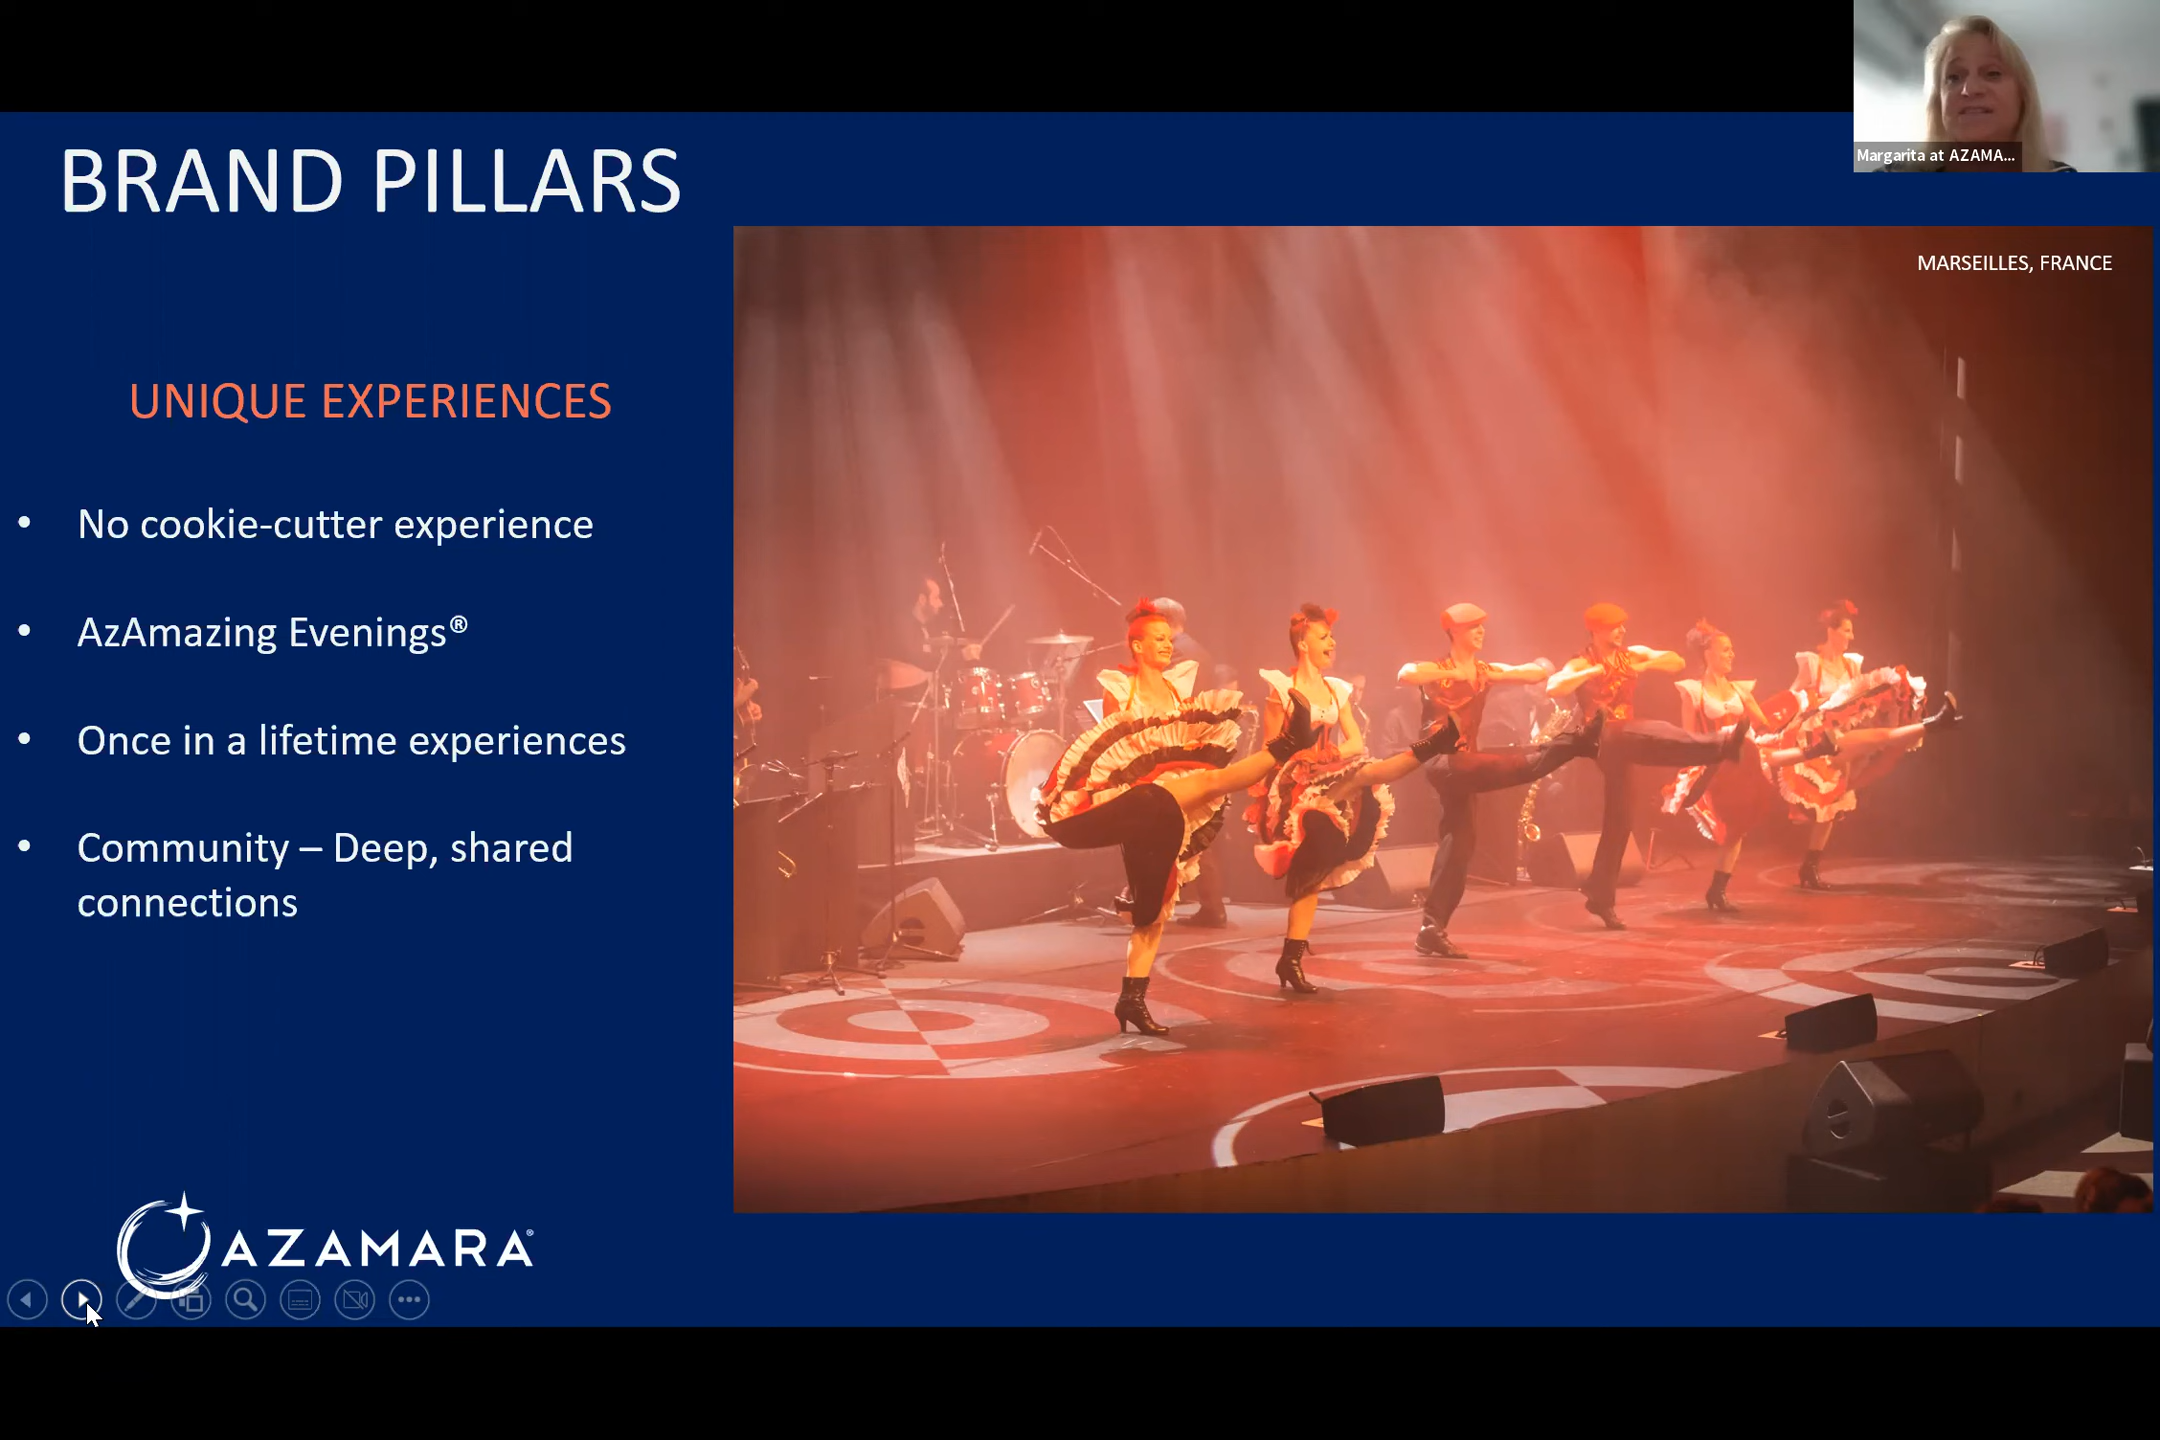 Margarita at AZAMA...
BRAND PILLARS
MARSEILLES, FRANCE
UNIQUE EXPERIENCES
• No cookie-cutter experience
• AzAmazing Evenings®
• Once in a lifetime experiences
• Community – Deep, shared
connections
AZAMARA®